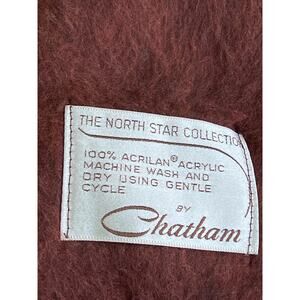 THE NORTH STAR COLLECTION
100% ACRILAN® ACRYLIC
MACHINE WASH AND
DRY USING GENTLE
CYCLE
BY
Chatham